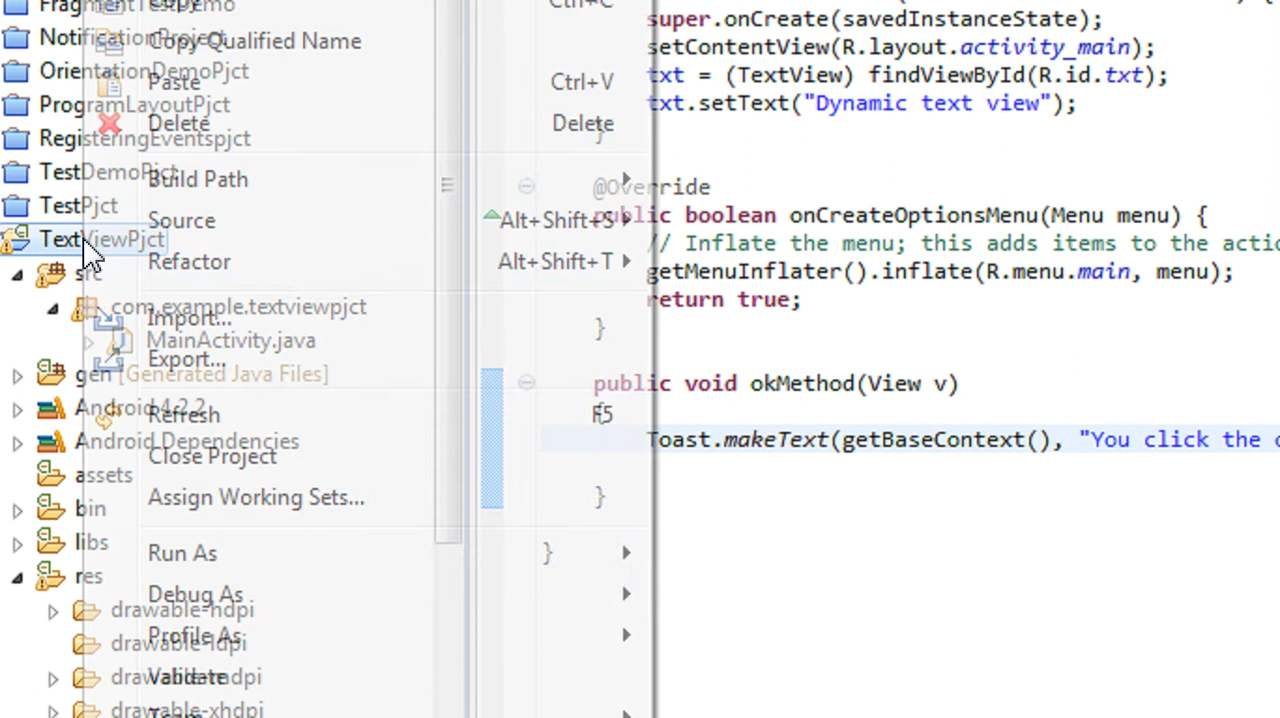 FragmentTestDemo
NotificationProject
OrientationDemoPjct
ProgramLayoutPjct
RegisteringEventspjct
TestDemoPjct
TestPjct
TextViewPjct
src
com.example.textviewpjct
MainActivity.java
gen [Generated Java Files]
Android 4.2.2
Android Dependencies
assets
bin
libs
res
drawable-hdpi
drawable-ldpi
drawable-mdpi
drawable-xhdpi
Copy Ctrl+C
Copy Qualified Name
Paste Ctrl+V
Delete Delete
Build Path
Source Alt+Shift+S
Refactor Alt+Shift+T
Import...
Export...
Refresh F5
Close Project
Assign Working Sets...
Run As
Debug As
Profile As
Validate
Team
super.onCreate(savedInstanceState);
setContentView(R.layout.activity_main);
txt = (TextView) findViewById(R.id.txt);
txt.setText("Dynamic text view");
}
@Override
public boolean onCreateOptionsMenu(Menu menu) {
// Inflate the menu; this adds items to the actio
getMenuInflater().inflate(R.menu.main, menu);
return true;
}
public void okMethod(View v)
{
Toast.makeText(getBaseContext(), "You click the o
}
}